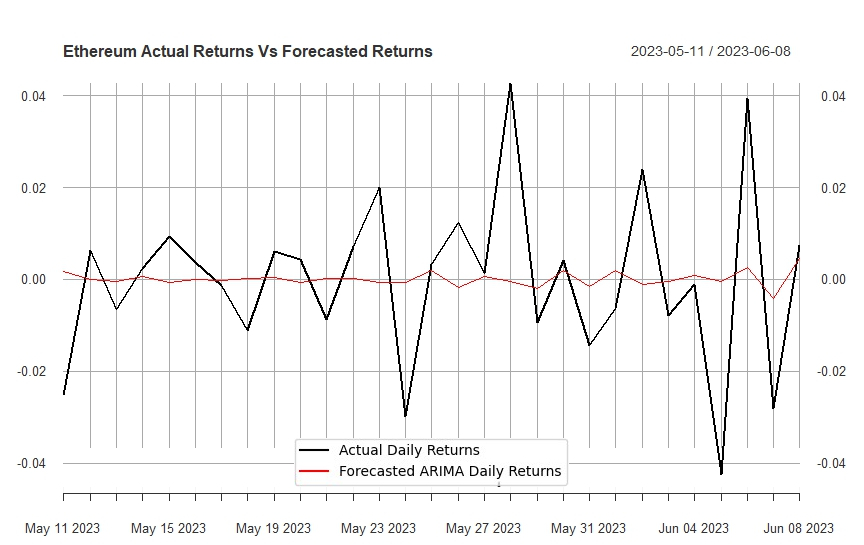 Ethereum Actual Returns Vs Forecasted Returns 2023-05-11 / 2023-06-08
0.04 0.04
0.02 0.02
0.00 0.00
-0.02 -0.02
-0.04 -0.04
Actual Daily Returns
Forecasted ARIMA Daily Returns
May 11 2023 May 15 2023 May 19 2023 May 23 2023 May 27 2023 May 31 2023 Jun 04 2023 Jun 08 2023